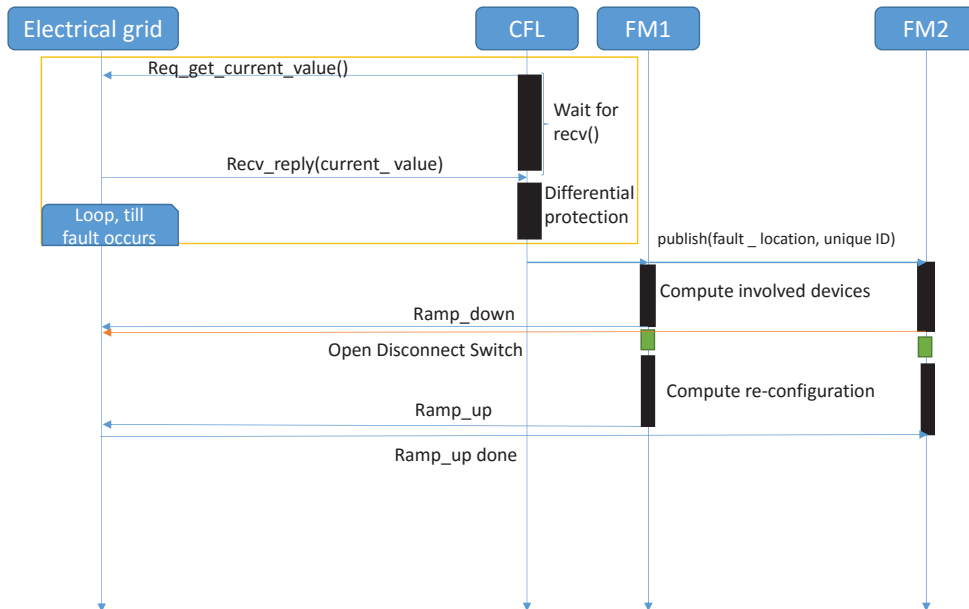 Electrical grid
CFL
FM1
FM2
Req_get_current_value()
Wait for
recv()
Recv_reply(current_ value)
Differential
protection
Loop, till
fault occurs
publish(fault _ location, unique ID)
Compute involved devices
Ramp_down
Open Disconnect Switch
Compute re-configuration
Ramp_up
Ramp_up done